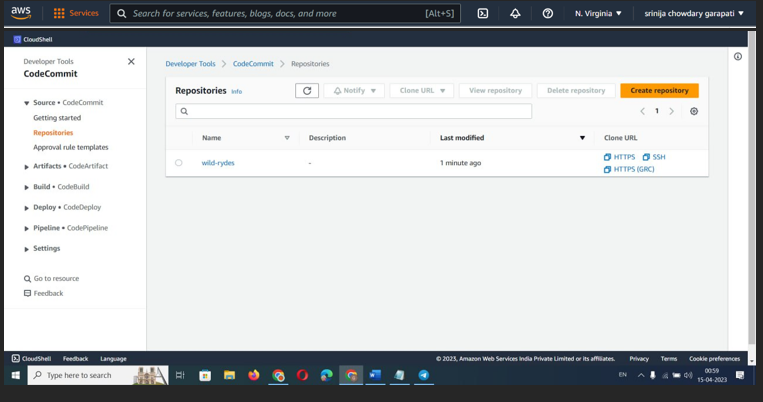 aws Services Search for services, features, blogs, docs, and more [Alt+S] N. Virginia ▼ srinija chowdary garapati ▼
CloudShell
Developer Tools
CodeCommit
Source • CodeCommit
Getting started
Repositories
Approval rule templates
Artifacts • CodeArtifact
Build • CodeBuild
Deploy • CodeDeploy
Pipeline • CodePipeline
Settings
Go to resource
Feedback
Developer Tools > CodeCommit > Repositories
Repositories Info Notify ▼ Clone URL ▼ View repository Delete repository Create repository
< 1 >
Name Description Last modified Clone URL
wild-rydes - 1 minute ago HTTPS SSH
HTTPS (GRC)
CloudShell Feedback Language © 2023, Amazon Web Services India Private Limited or its affiliates. Privacy Terms Cookie preferences
Type here to search EN 00:59
15-04-2023